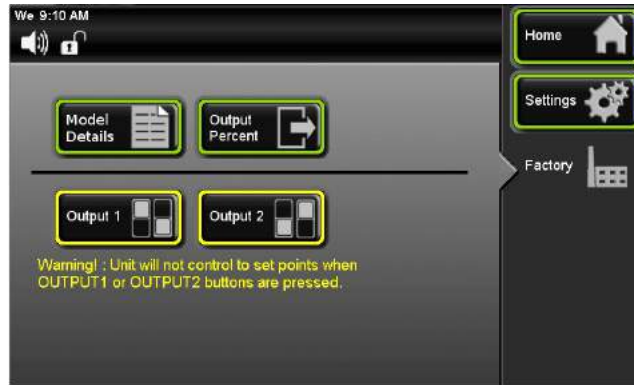 We 9:10 AM
Home
Settings
Factory
Model
Details
Output
Percent
Output 1
Output 2
Warning! : Unit will not control to set points when
OUTPUT1 or OUTPUT2 buttons are pressed.